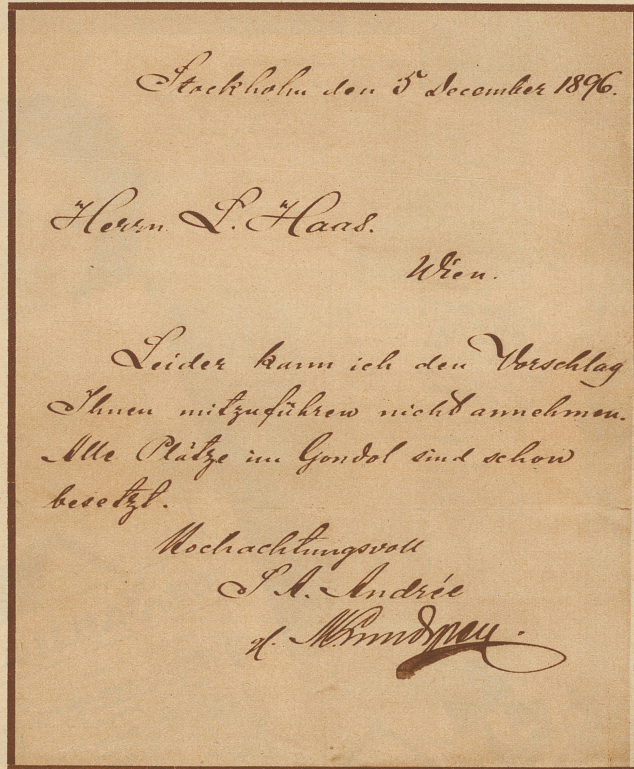 Stockholm den 5 December 1896.
Herrn L. Haas.
Wien.
Leider kann ich den Vorschlag
Ihnen mitzuführen nicht annehmen.
Alle Plätze im Gondol sind schon
besetzt.
Hochachtungsvoll
S A. Andrée